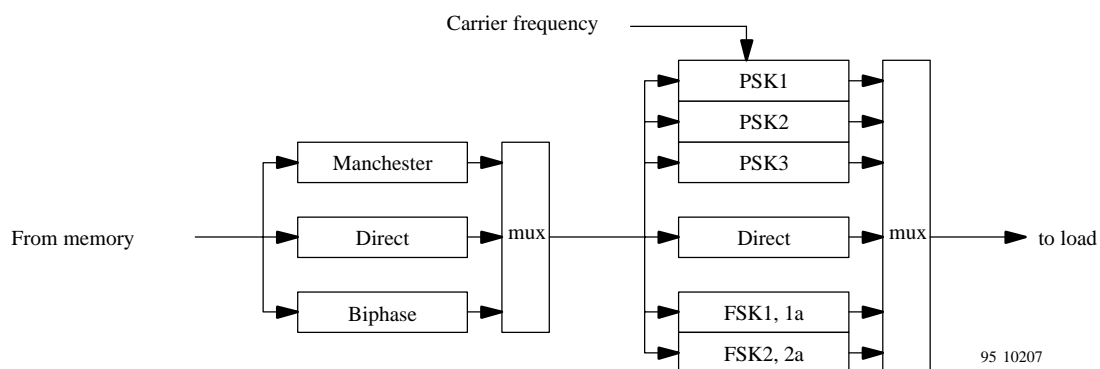 Carrier frequency
PSK1
PSK2
PSK3
Manchester
From memory
Direct
mux
Direct
mux
to load
Biphase
FSK1, 1a
FSK2, 2a
95 10207